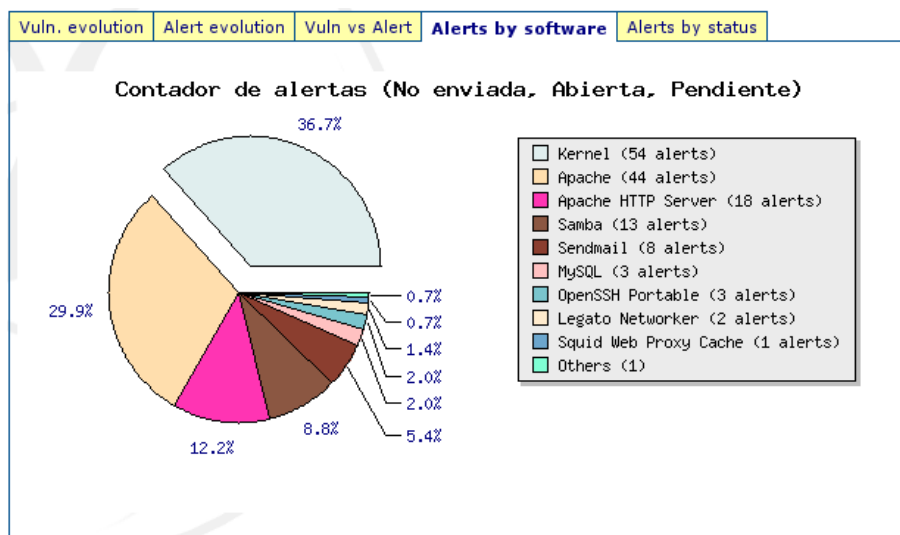 Vuln. evolution
Alert evolution
Vuln vs Alert
Alerts by software
Alerts by status
Contador de alertas (No enviada, Abierta, Pendiente)
36.7%
29.9%
12.2%
8.8%
5.4%
2.0%
2.0%
1.4%
0.7%
0.7%
Kernel (54 alerts)
Apache (44 alerts)
Apache HTTP Server (18 alerts)
Samba (13 alerts)
Sendmail (8 alerts)
MySQL (3 alerts)
OpenSSH Portable (3 alerts)
Legato Networker (2 alerts)
Squid Web Proxy Cache (1 alerts)
Others (1)